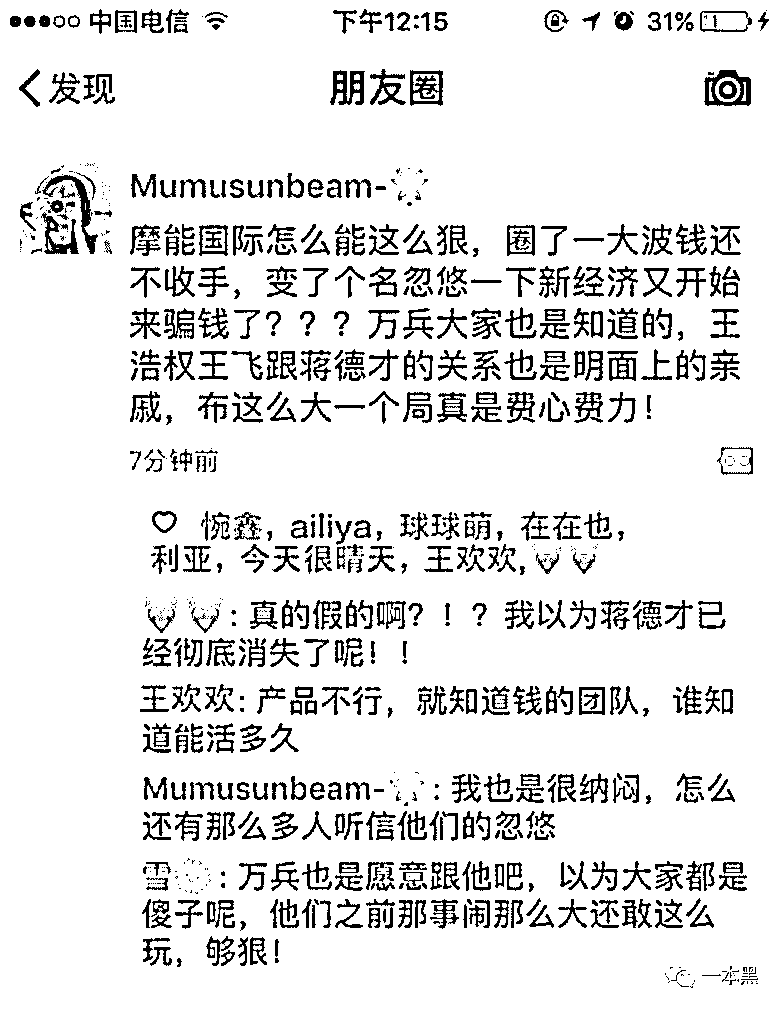 中国电信 下午12:15 31%
发现 朋友圈
Mumusunbeam-
摩能国际怎么能这么狠，圈了一大波钱还
不收手，变了个名忽悠一下新经济又开始
来骗钱了？？？万兵大家也是知道的，王
浩权王飞跟蒋德才的关系也是明面上的亲
戚，布这么大一个局真是费心费力！
7分钟前
惋鑫，ailiya，球球萌，在在也，
利亚，今天很晴天，王欢欢,
：真的假的啊？！？我以为蒋德才已
经彻底消失了呢！！
王欢欢：产品不行，就知道钱的团队，谁知
道能活多久
Mumusunbeam-：我也是很纳闷，怎么
还有那么多人听信他们的忽悠
雪：万兵也是愿意跟他吧，以为大家都是
傻子呢，他们之前那事闹那么大还敢这么
玩，够狠！
一本黑